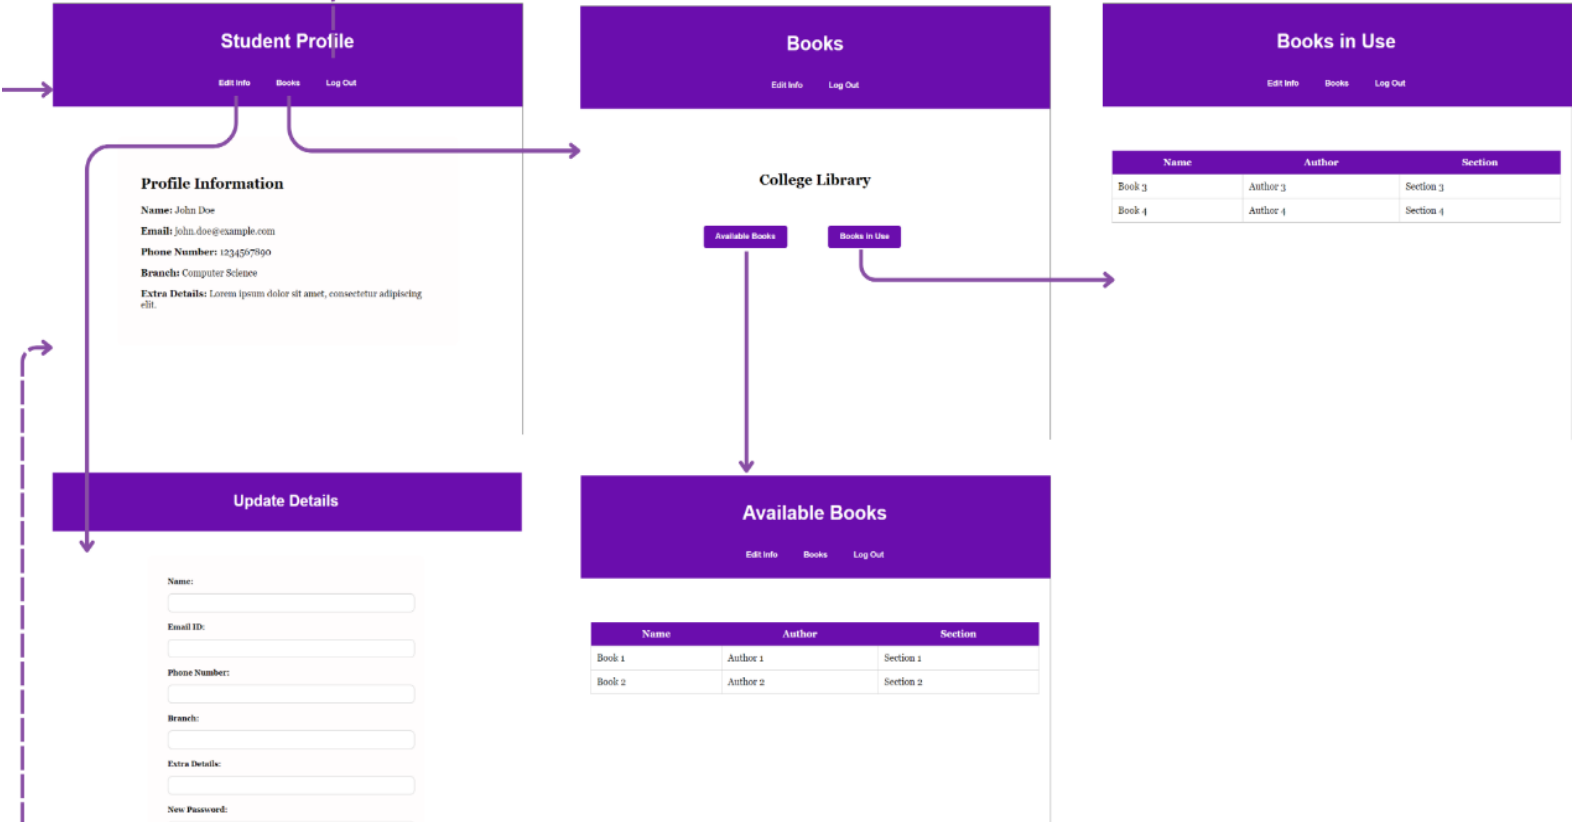 Student Profile
Edit Info Books Log Out
Profile Information
Name: John Doe
Email: john.doe@example.com
Phone Number: 1234567890
Branch: Computer Science
Extra Details: Lorem ipsum dolor sit amet, consectetur adipiscing
elit.
Books
Edit Info Log Out
College Library
Available Books Books in Use
Books in Use
Edit Info Books Log Out
Name Author Section
Book 3 Author 3 Section 3
Book 4 Author 4 Section 4
Update Details
Name:
Email ID:
Phone Number:
Branch:
Extra Details:
New Password:
Available Books
Edit Info Books Log Out
Name Author Section
Book 1 Author 1 Section 1
Book 2 Author 2 Section 2